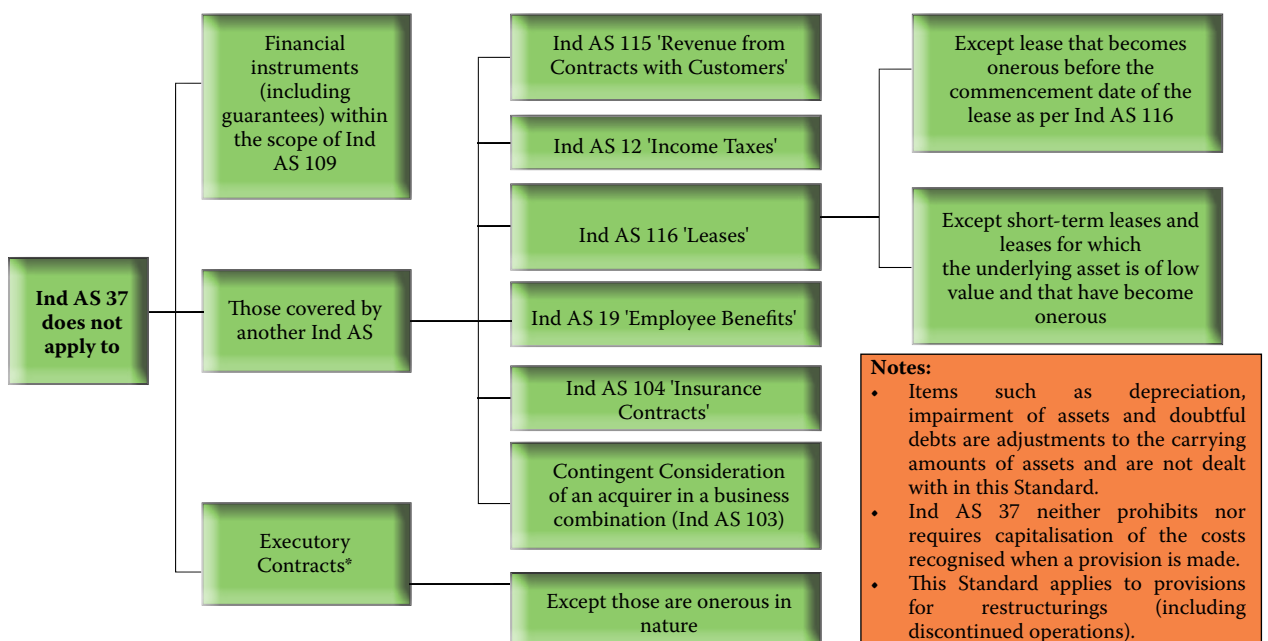 Ind AS 37
does not
apply to
Financial
instruments
(including
guarantees) within
the scope of Ind
AS 109
Those covered by
another Ind AS
Executory
Contracts*
Ind AS 115 'Revenue from
Contracts with Customers'
Ind AS 12 'Income Taxes'
Ind AS 116 'Leases'
Ind AS 19 'Employee Benefits'
Ind AS 104 'Insurance
Contracts'
Contingent Consideration
of an acquirer in a business
combination (Ind AS 103)
Except those are onerous in
nature
Except lease that becomes
onerous before the
commencement date of the
lease as per Ind AS 116
Except short-term leases and
leases for which
the underlying asset is of low
value and that have become
onerous
Notes:
• Items such as depreciation,
impairment of assets and doubtful
debts are adjustments to the carrying
amounts of assets and are not dealt
with in this Standard.
• Ind AS 37 neither prohibits nor
requires capitalisation of the costs
recognised when a provision is made.
• This Standard applies to provisions
for restructurings (including
discontinued operations).